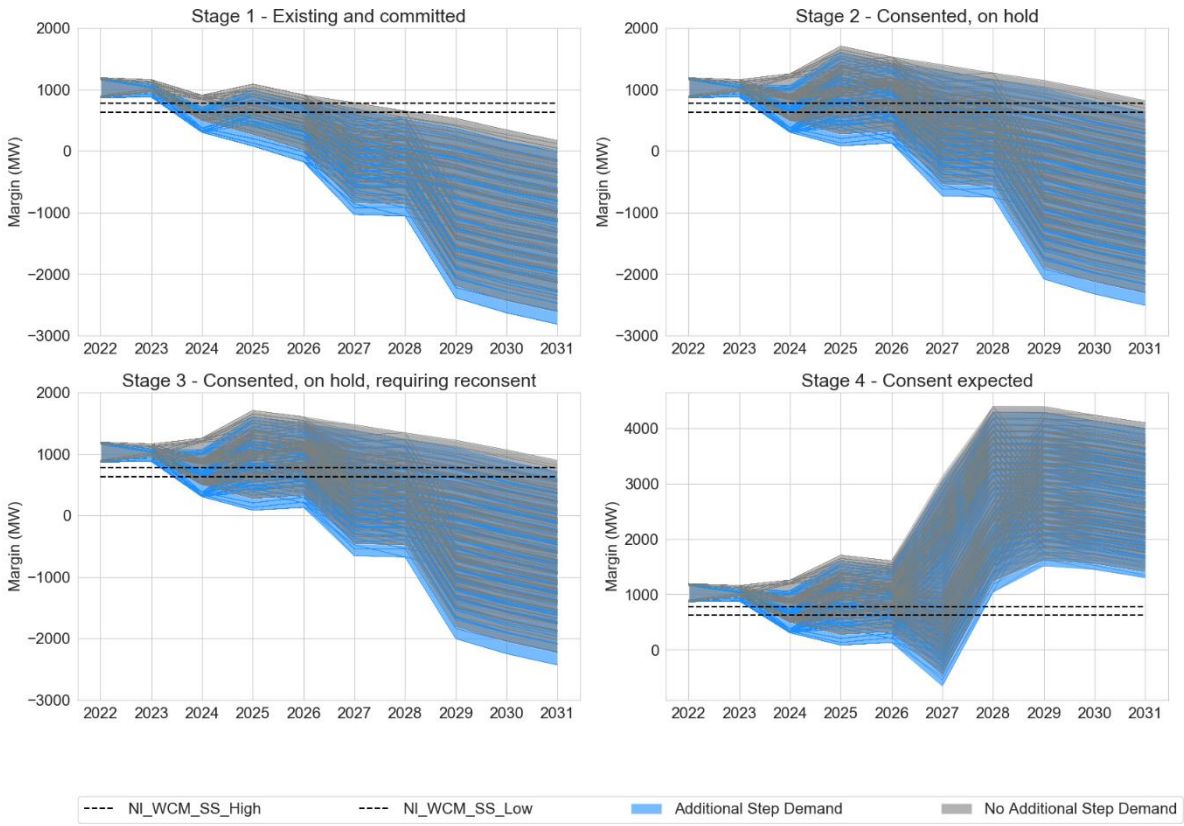 Stage 1 - Existing and committed
Margin (MW)
2000
1000
0
−1000
−2000
−3000
2022 2023 2024 2025 2026 2027 2028 2029 2030 2031
Stage 2 - Consented, on hold
Margin (MW)
2000
1000
0
−1000
−2000
−3000
2022 2023 2024 2025 2026 2027 2028 2029 2030 2031
Stage 3 - Consented, on hold, requiring reconsent
Margin (MW)
2000
1000
0
−1000
−2000
−3000
2022 2023 2024 2025 2026 2027 2028 2029 2030 2031
Stage 4 - Consent expected
Margin (MW)
4000
3000
2000
1000
0
2022 2023 2024 2025 2026 2027 2028 2029 2030 2031
NI_WCM_SS_High NI_WCM_SS_Low Additional Step Demand No Additional Step Demand